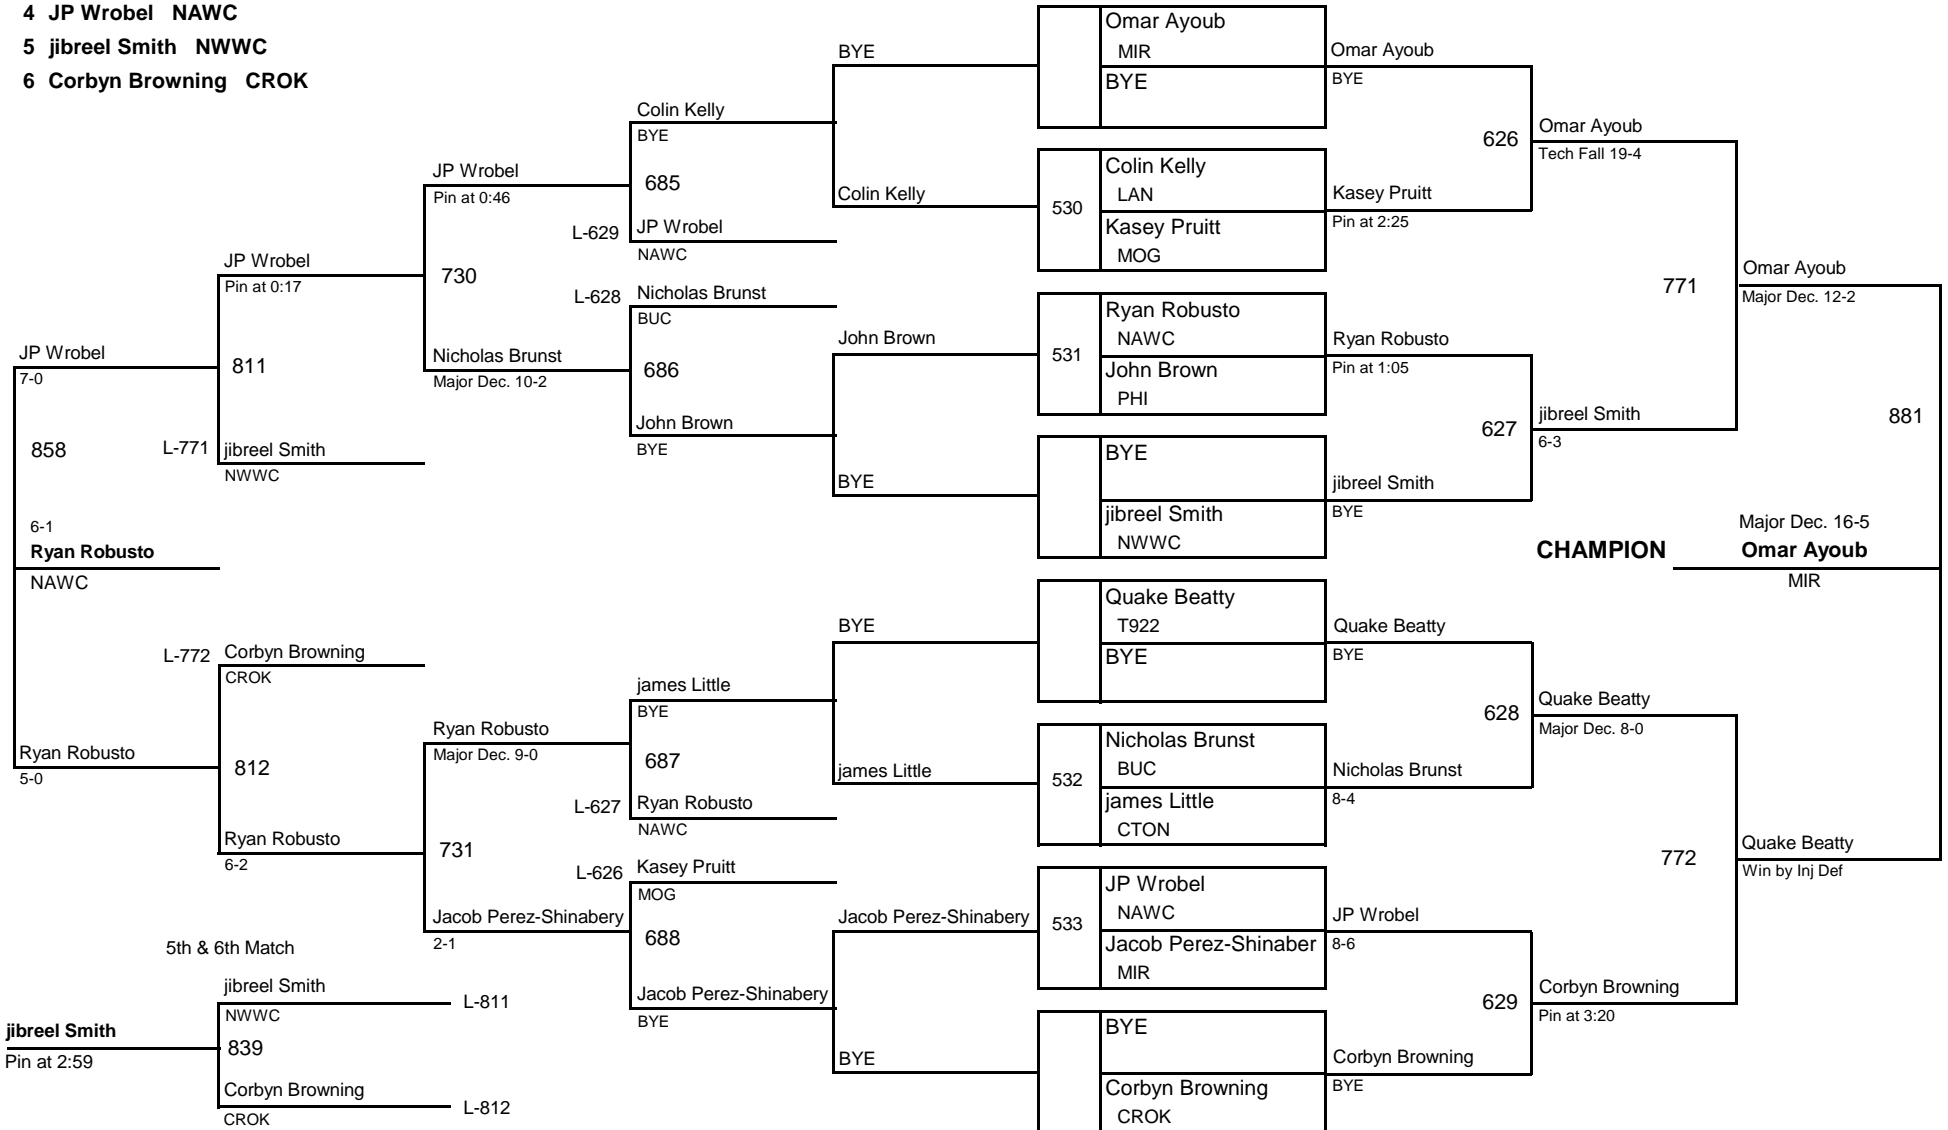 4 JP Wrobel NAWC
5 jibreel Smith NWWC
6 Corbyn Browning CROK
JP Wrobel
7-0
858
6-1
Ryan Robusto
NAWC
Ryan Robusto
5-0
JP Wrobel
Pin at 0:17
811
L-771 jibreel Smith
NWWC
L-772 Corbyn Browning
CROK
812
Ryan Robusto
6-2
5th & 6th Match
jibreel Smith
L-811
NWWC
jibreel Smith
839
Pin at 2:59
Corbyn Browning
L-812
CROK
JP Wrobel
Pin at 0:46
730
Nicholas Brunst
Major Dec. 10-2
Ryan Robusto
Major Dec. 9-0
731
Jacob Perez-Shinabery
2-1
Colin Kelly
BYE
685
L-629 JP Wrobel
NAWC
L-628 Nicholas Brunst
BUC
686
John Brown
BYE
james Little
BYE
687
L-627 Ryan Robusto
NAWC
L-626 Kasey Pruitt
MOG
688
Jacob Perez-Shinabery
BYE
BYE
Colin Kelly
John Brown
BYE
BYE
james Little
Jacob Perez-Shinabery
BYE
Omar Ayoub
MIR
BYE
530
Colin Kelly
LAN
Kasey Pruitt
MOG
531
Ryan Robusto
NAWC
John Brown
PHI
BYE
jibreel Smith
NWWC
Quake Beatty
T922
BYE
532
Nicholas Brunst
BUC
james Little
CTON
533
JP Wrobel
NAWC
Jacob Perez-Shinaber
MIR
BYE
Corbyn Browning
CROK
Omar Ayoub
BYE
626
Kasey Pruitt
Pin at 2:25
Ryan Robusto
Pin at 1:05
627
jibreel Smith
BYE
Quake Beatty
BYE
628
Nicholas Brunst
8-4
JP Wrobel
8-6
629
Corbyn Browning
BYE
Omar Ayoub
Tech Fall 19-4
771
jibreel Smith
6-3
Quake Beatty
Major Dec. 8-0
772
Corbyn Browning
Pin at 3:20
Omar Ayoub
Major Dec. 12-2
881
Major Dec. 16-5
CHAMPION Omar Ayoub
MIR
Quake Beatty
Win by Inj Def